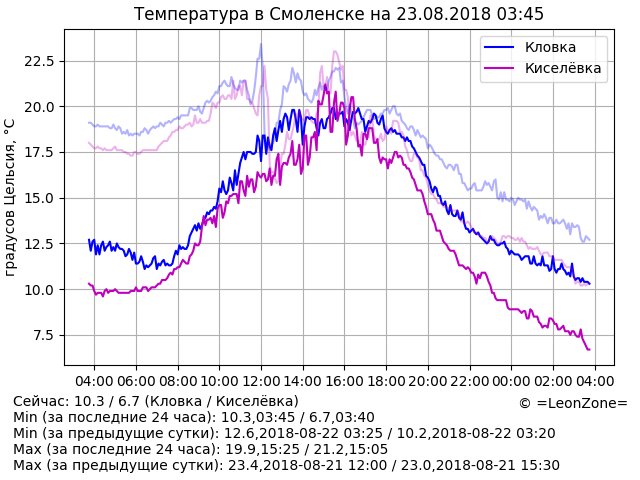 Температура в Смоленске на 23.08.2018 03:45
Кловка
Киселёвка
градусов Цельсия, °C
22.5
20.0
17.5
15.0
12.5
10.0
7.5
04:00 06:00 08:00 10:00 12:00 14:00 16:00 18:00 20:00 22:00 00:00 02:00 04:00
Сейчас: 10.3 / 6.7 (Кловка / Киселёвка)
© =LeonZone=
Min (за последние 24 часа): 10.3,03:45 / 6.7,03:40
Min (за предыдущие сутки): 12.6,2018-08-22 03:25 / 10.2,2018-08-22 03:20
Max (за последние 24 часа): 19.9,15:25 / 21.2,15:05
Max (за предыдущие сутки): 23.4,2018-08-21 12:00 / 23.0,2018-08-21 15:30